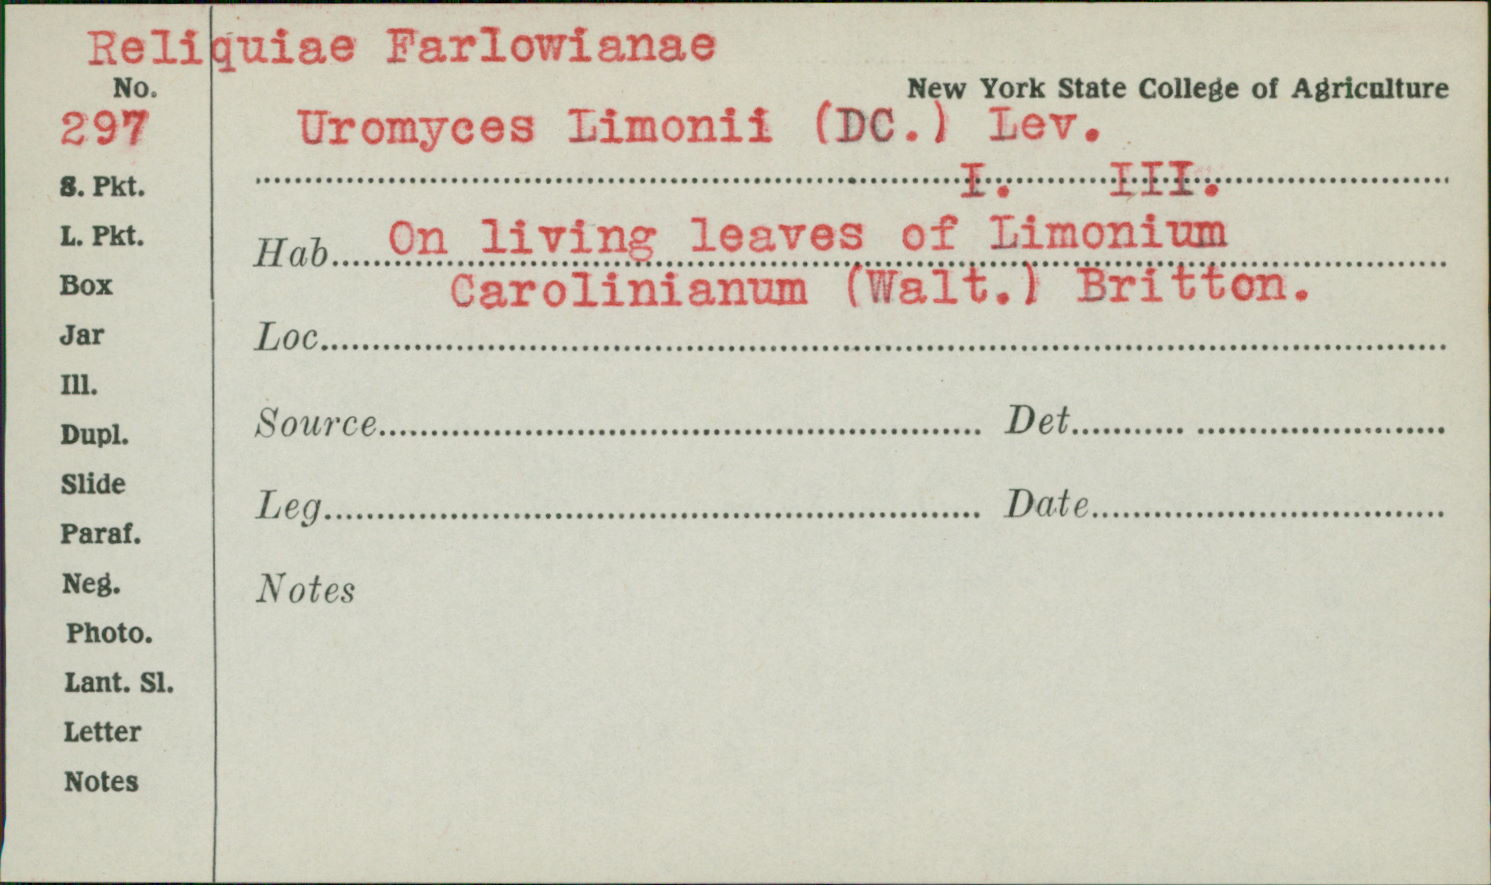 Reliquiae Farlowianae
No.
New York State College of Agriculture
297
Uromyces Limonii (DC.) Lev.
S. Pkt.
I. III.
L. Pkt.
Hab. On living leaves of Limonium
Box
Carolinianum (Walt.) Britton.
Jar
Loc.
Ill.
Dupl.
Source Det.
Slide
Leg. Date
Paraf.
Neg.
Notes
Photo.
Lant. Sl.
Letter
Notes